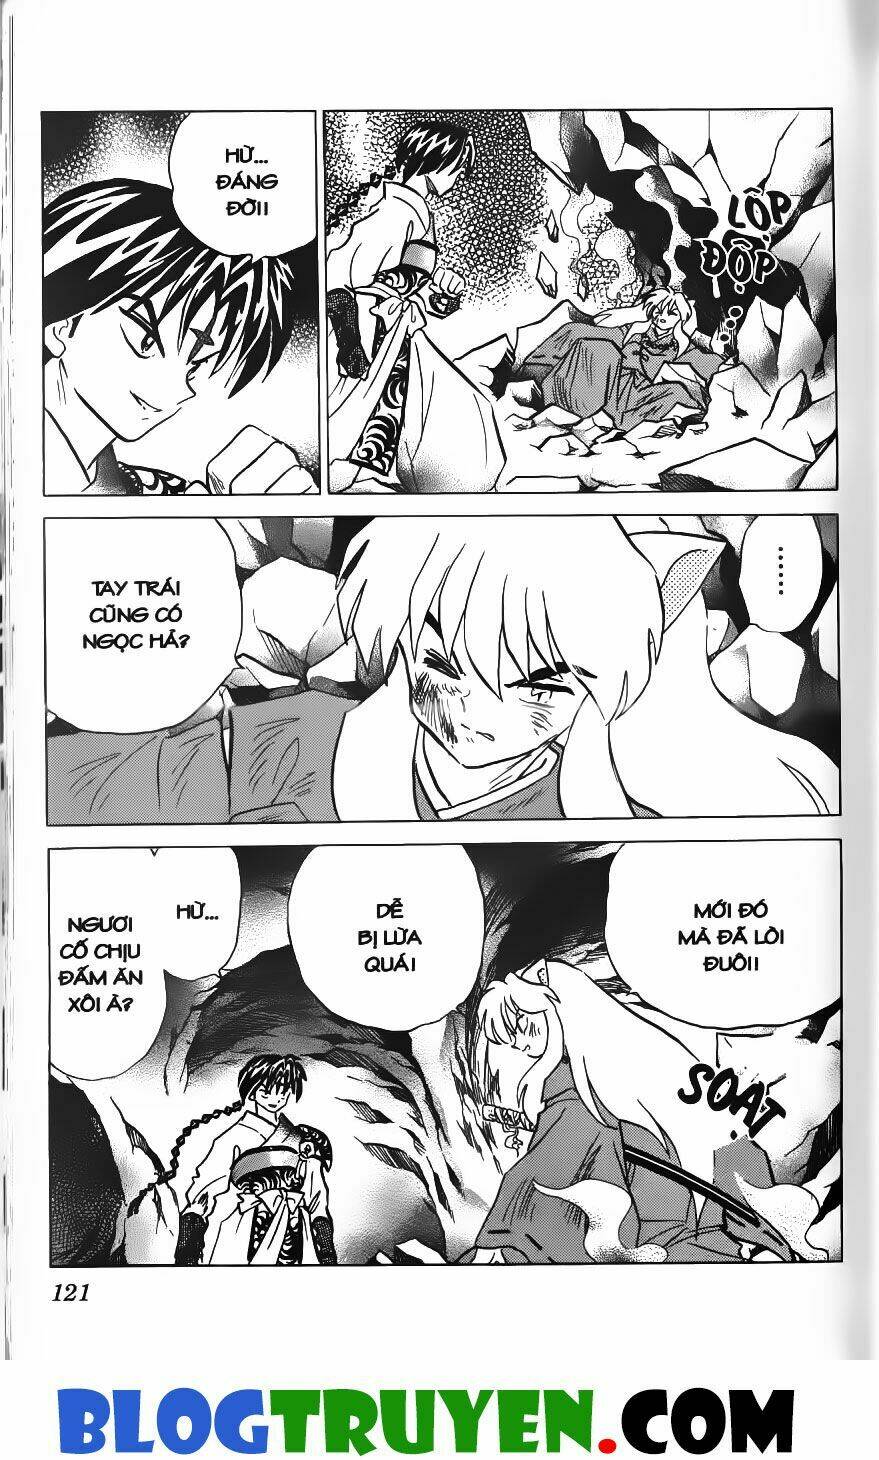 LỘP
ĐỘP
HỪ...
ĐÁNG
ĐỜI!
......
TAY TRÁI
CŨNG CÓ
NGỌC HẢ?
MỚI ĐÓ
MÀ ĐÃ LÒI
ĐUÔI!
SOẠT
DỄ
BỊ LỪA
QUÁ!
HỪ...
NGƯƠI
CỐ CHỊU
ĐẤM ĂN
XÔI À?
121
BLOGTRUYEN.COM